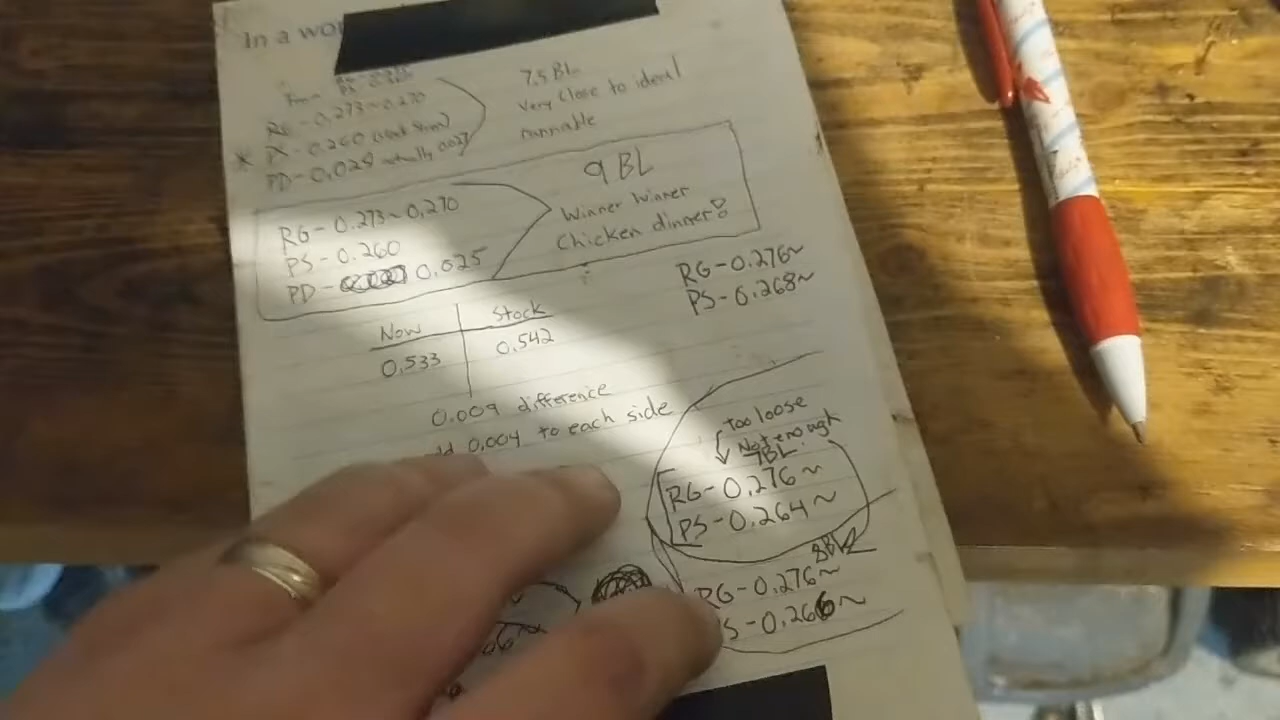 In a
RG - 0.273~0.270
PS - 0.260
PD - 0.024 actually 0.027
7.5 BL
Very close to ideal
runnable
RG - 0.273~0.270
PS - 0.260
PD - 0.025
9 BL
Winner winner
Chicken dinner!
RG - 0.276~
PS - 0.268~
Now Stock
0.533 0.542
0.009 difference
0.004 to each side
Too loose
Not enough
7BL
RG - 0.276~
PS - 0.264~
8BL
RG - 0.276~
PS - 0.266~